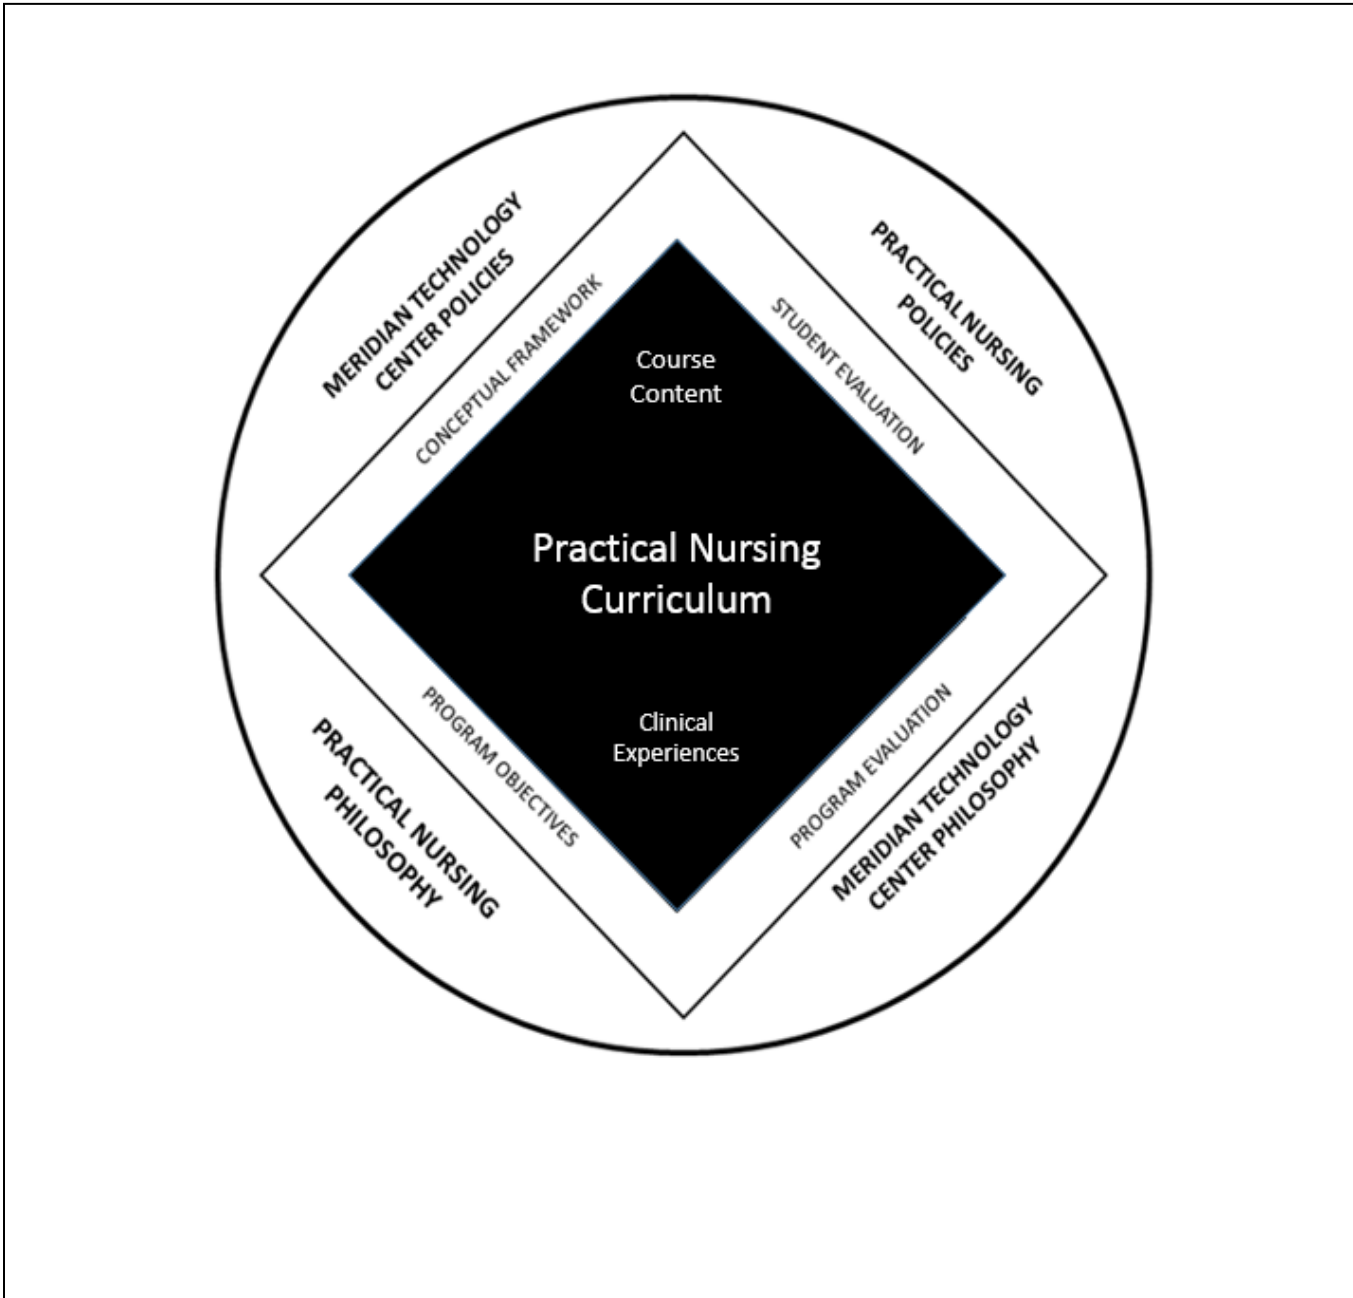 MERIDIAN TECHNOLOGY
CENTER POLICIES
PRACTICAL NURSING
POLICIES
CONCEPTUAL FRAMEWORK
STUDENT EVALUATION
Course
Content
Practical Nursing
Curriculum
Clinical
Experiences
PROGRAM OBJECTIVES
PROGRAM EVALUATION
PRACTICAL NURSING
PHILOSOPHY
MERIDIAN TECHNOLOGY
CENTER PHILOSOPHY